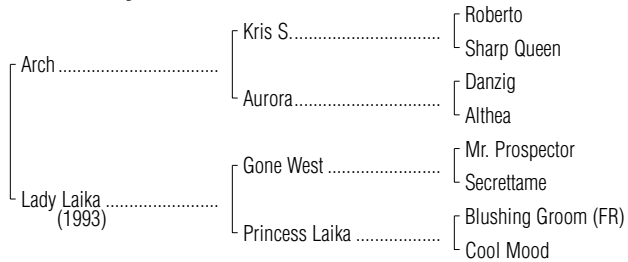 Roberto
Kris S.
Sharp Queen
Arch
Danzig
Aurora
Althea
Mr. Prospector
Gone West
Secrettame
Lady Laika
(1993)
Blushing Groom (FR)
Princess Laika
Cool Mood